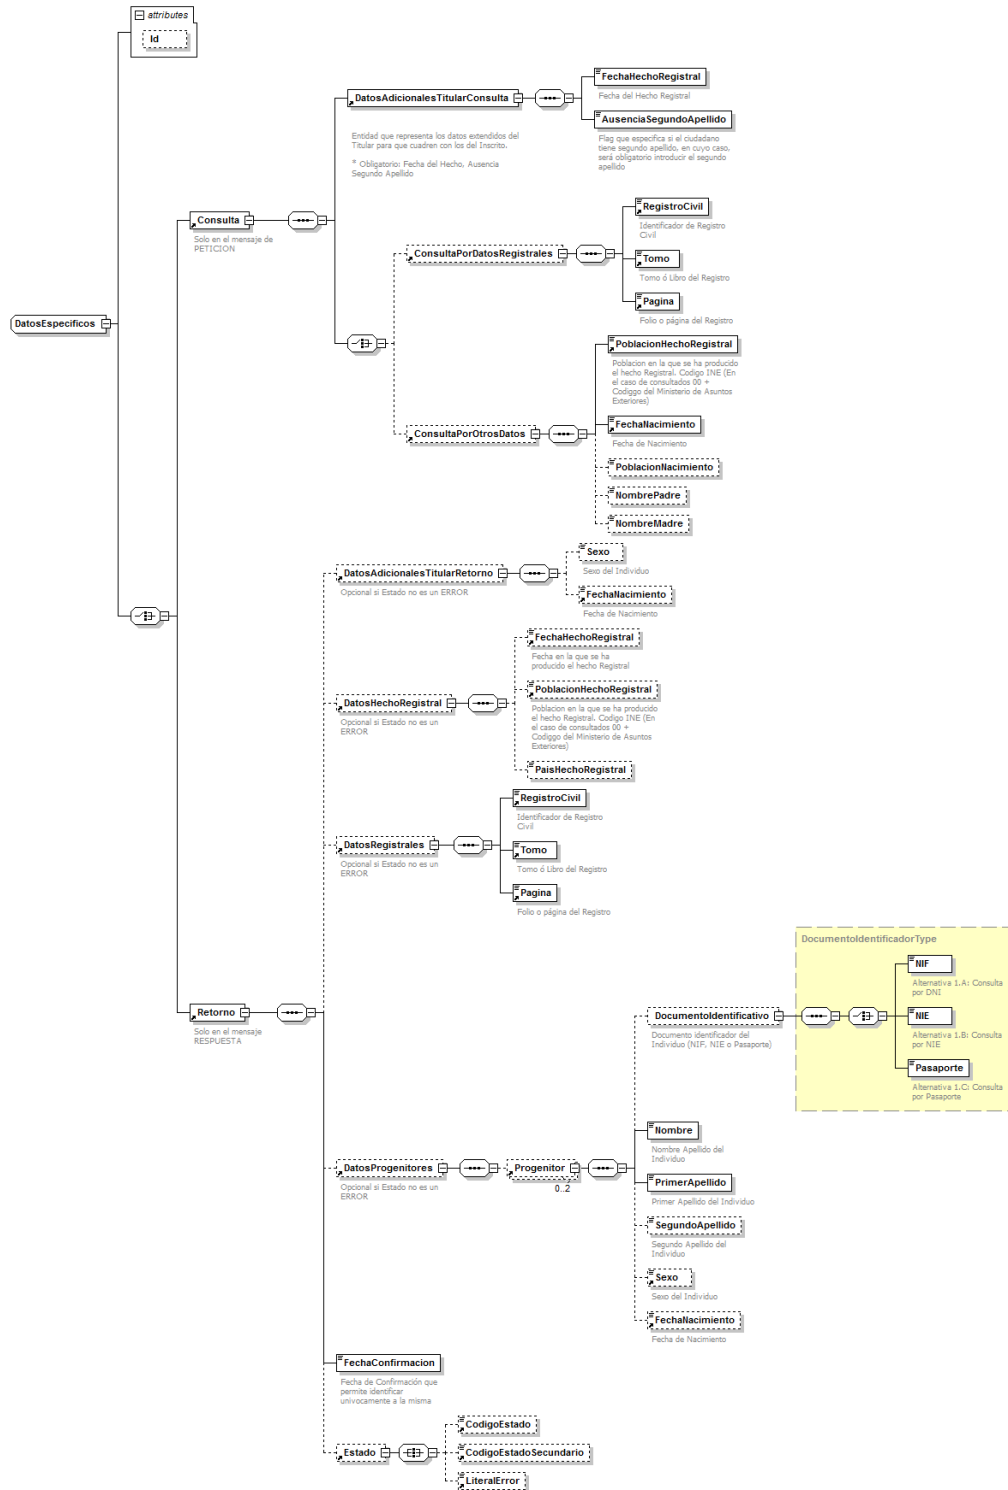 attributes
Id
DatosAdicionalesTitularConsulta
Entidad que representa los datos extendidos del
Titular para que cuadren con los del Inscrito.
* Obligatorio: Fecha del Hecho, Ausencia
Segundo Apellido
FechaHechoRegistral
Fecha del Hecho Registral
AusenciaSegundoApellido
Flag que especifica si el ciudadano
tiene segundo apellido, en cuyo caso,
será obligatorio introducir el segundo
apellido
Consulta
Solo en el mensaje de
PETICION
ConsultaPorDatosRegistrales
RegistroCivil
Identificador de Registro
Civil
Tomo
Tomo ó Libro del Registro
Pagina
Folio o página del Registro
DatosEspecificos
ConsultaPorOtrosDatos
PoblacionHechoRegistral
Poblacion en la que se ha producido
el hecho Registral. Codigo INE (En
el caso de consultados 00 +
Codiggo del Ministerio de Asuntos
Exteriores)
FechaNacimiento
Fecha de Nacimiento
PoblacionNacimiento
NombrePadre
NombreMadre
DatosAdicionalesTitularRetorno
Opcional si Estado no es un ERROR
Sexo
Sexo del Individuo
FechaNacimiento
Fecha de Nacimiento
DatosHechoRegistral
Opcional si Estado no es un
ERROR
FechaHechoRegistral
Fecha en la que se ha
producido el hecho Registral
PoblacionHechoRegistral
Poblacion en la que se ha producido
el hecho Registral. Codigo INE (En
el caso de consultados 00 +
Codiggo del Ministerio de Asuntos
Exteriores)
PaisHechoRegistral
DatosRegistrales
Opcional si Estado no es un
ERROR
RegistroCivil
Identificador de Registro
Civil
Tomo
Tomo ó Libro del Registro
Pagina
Folio o página del Registro
Retorno
Solo en el mensaje
RESPUESTA
DocumentoIdentificadorType
DocumentoIdentificativo
Documento identificador del
Individuo (NIF, NIE o Pasaporte)
NIF
Alternativa 1.A: Consulta
por DNI
NIE
Alternativa 1.B: Consulta
por NIE
Pasaporte
Alternativa 1.C: Consulta
por Pasaporte
DatosProgenitores
Opcional si Estado no es un
ERROR
Progenitor
0..2
Nombre
Nombre Apellido del
Individuo
PrimerApellido
Primer Apellido del Individuo
SegundoApellido
Segundo Apellido del
Individuo
Sexo
Sexo del Individuo
FechaNacimiento
Fecha de Nacimiento
FechaConfirmacion
Fecha de Confirmación que
permite identificar
univocamente a la misma
Estado
CodigoEstado
CodigoEstadoSecundario
LiteralError